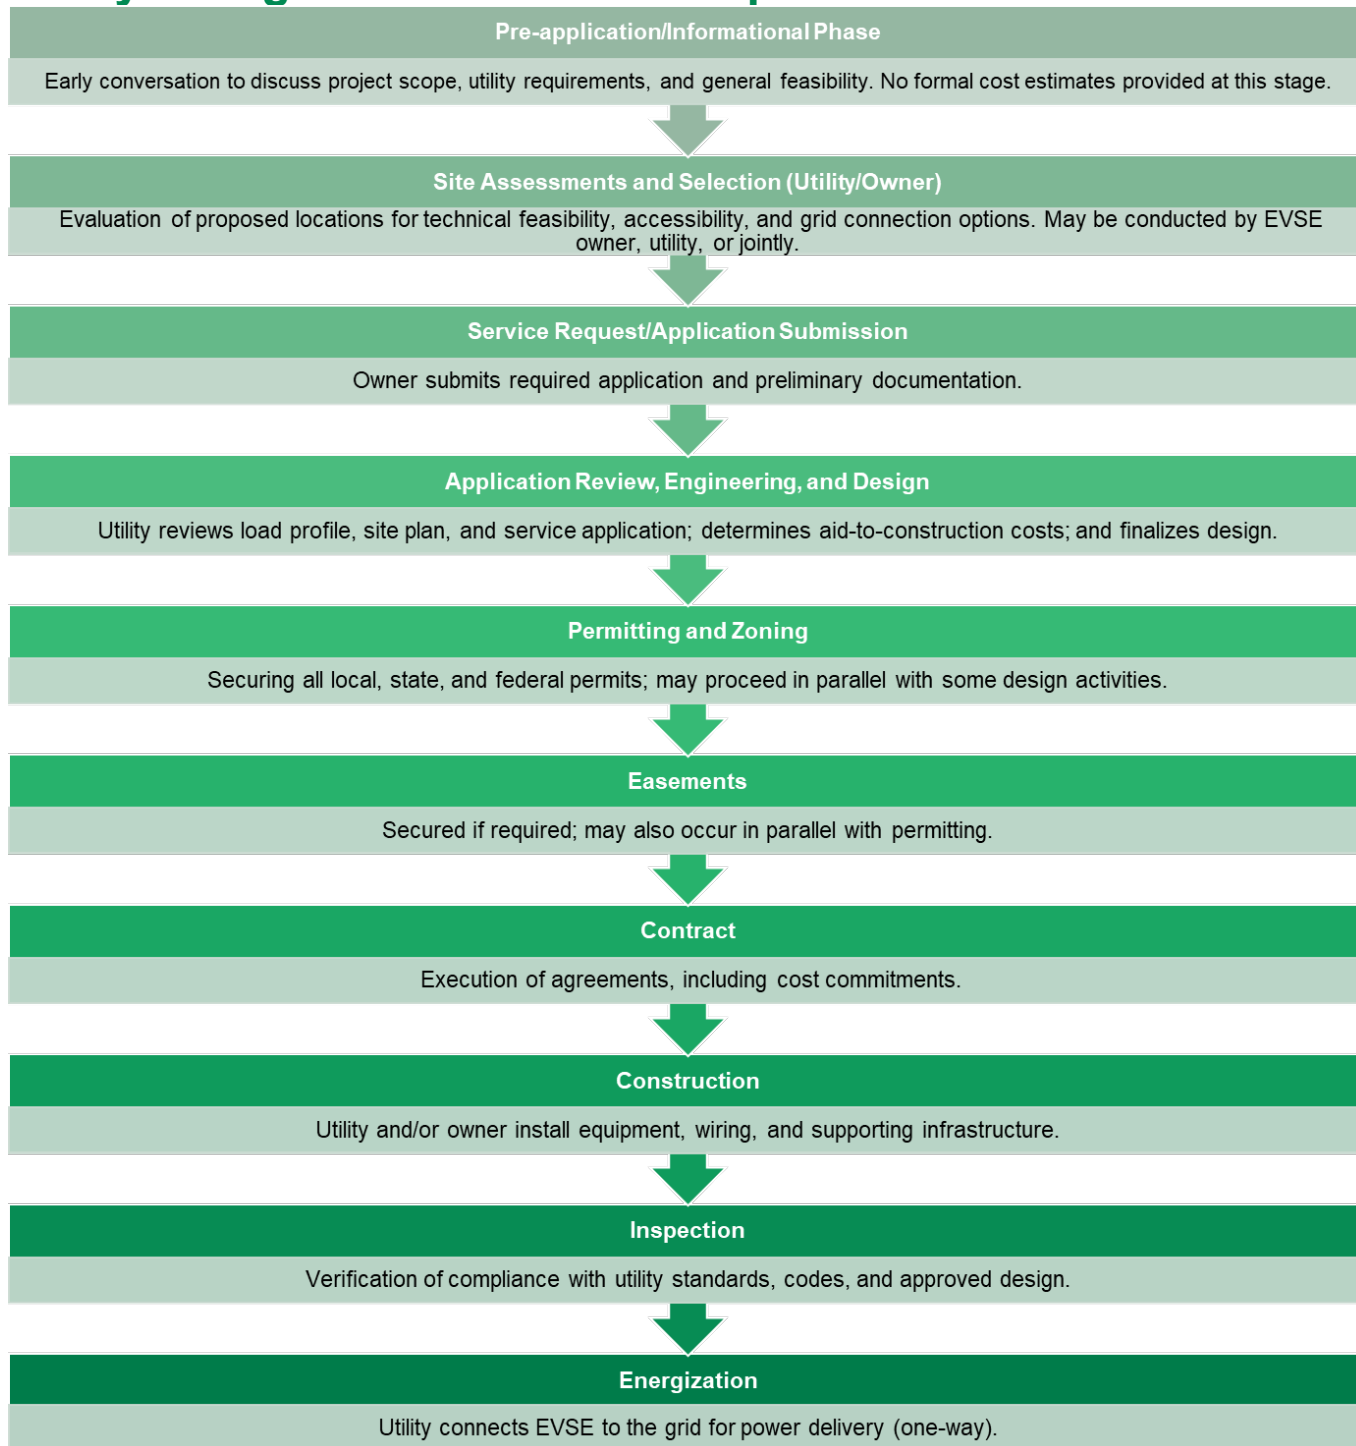 Pre-application/Informational Phase
Early conversation to discuss project scope, utility requirements, and general feasibility. No formal cost estimates provided at this stage.
Site Assessments and Selection (Utility/Owner)
Evaluation of proposed locations for technical feasibility, accessibility, and grid connection options. May be conducted by EVSE
owner, utility, or jointly.
Service Request/Application Submission
Owner submits required application and preliminary documentation.
Application Review, Engineering, and Design
Utility reviews load profile, site plan, and service application; determines aid-to-construction costs; and finalizes design.
Permitting and Zoning
Securing all local, state, and federal permits; may proceed in parallel with some design activities.
Easements
Secured if required; may also occur in parallel with permitting.
Contract
Execution of agreements, including cost commitments.
Construction
Utility and/or owner install equipment, wiring, and supporting infrastructure.
Inspection
Verification of compliance with utility standards, codes, and approved design.
Energization
Utility connects EVSE to the grid for power delivery (one-way).